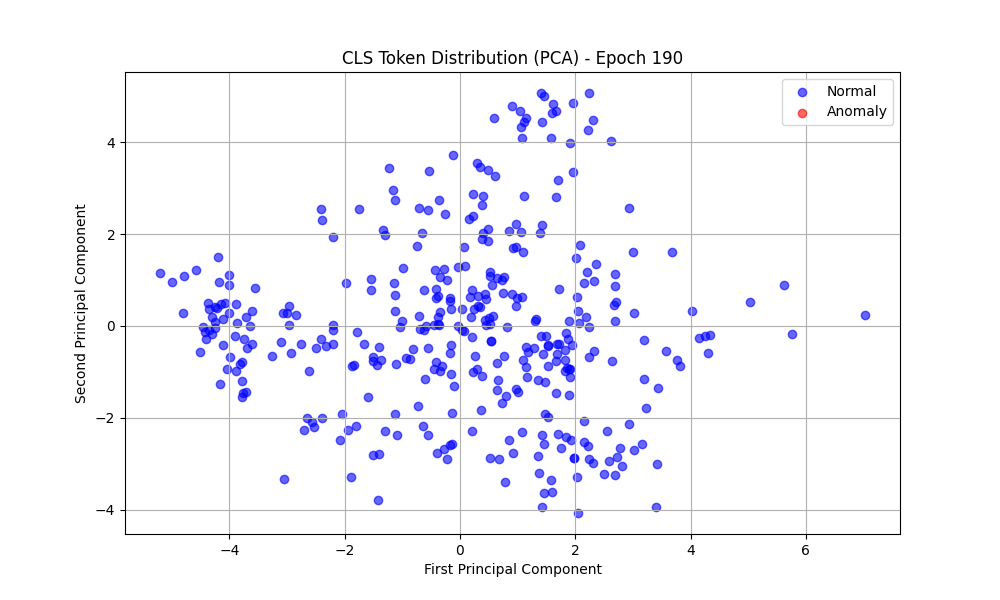 CLS Token Distribution (PCA) - Epoch 190
Normal
Anomaly
Second Principal Component
4
2
0
−2
−4
−4
−2
0
2
4
6
First Principal Component